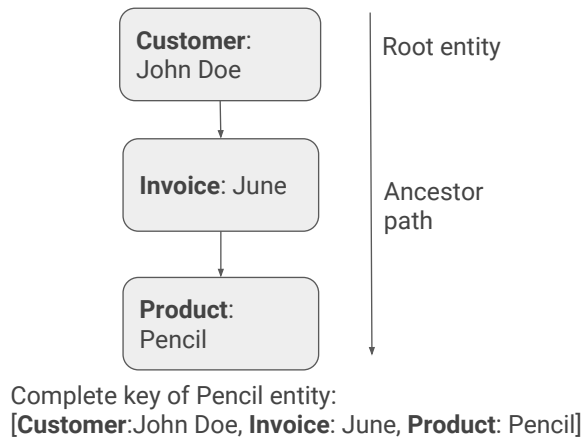 Customer:
John Doe
Root entity
Invoice: June
Ancestor
path
Product:
Pencil
Complete key of Pencil entity:
[Customer:John Doe, Invoice: June, Product: Pencil]